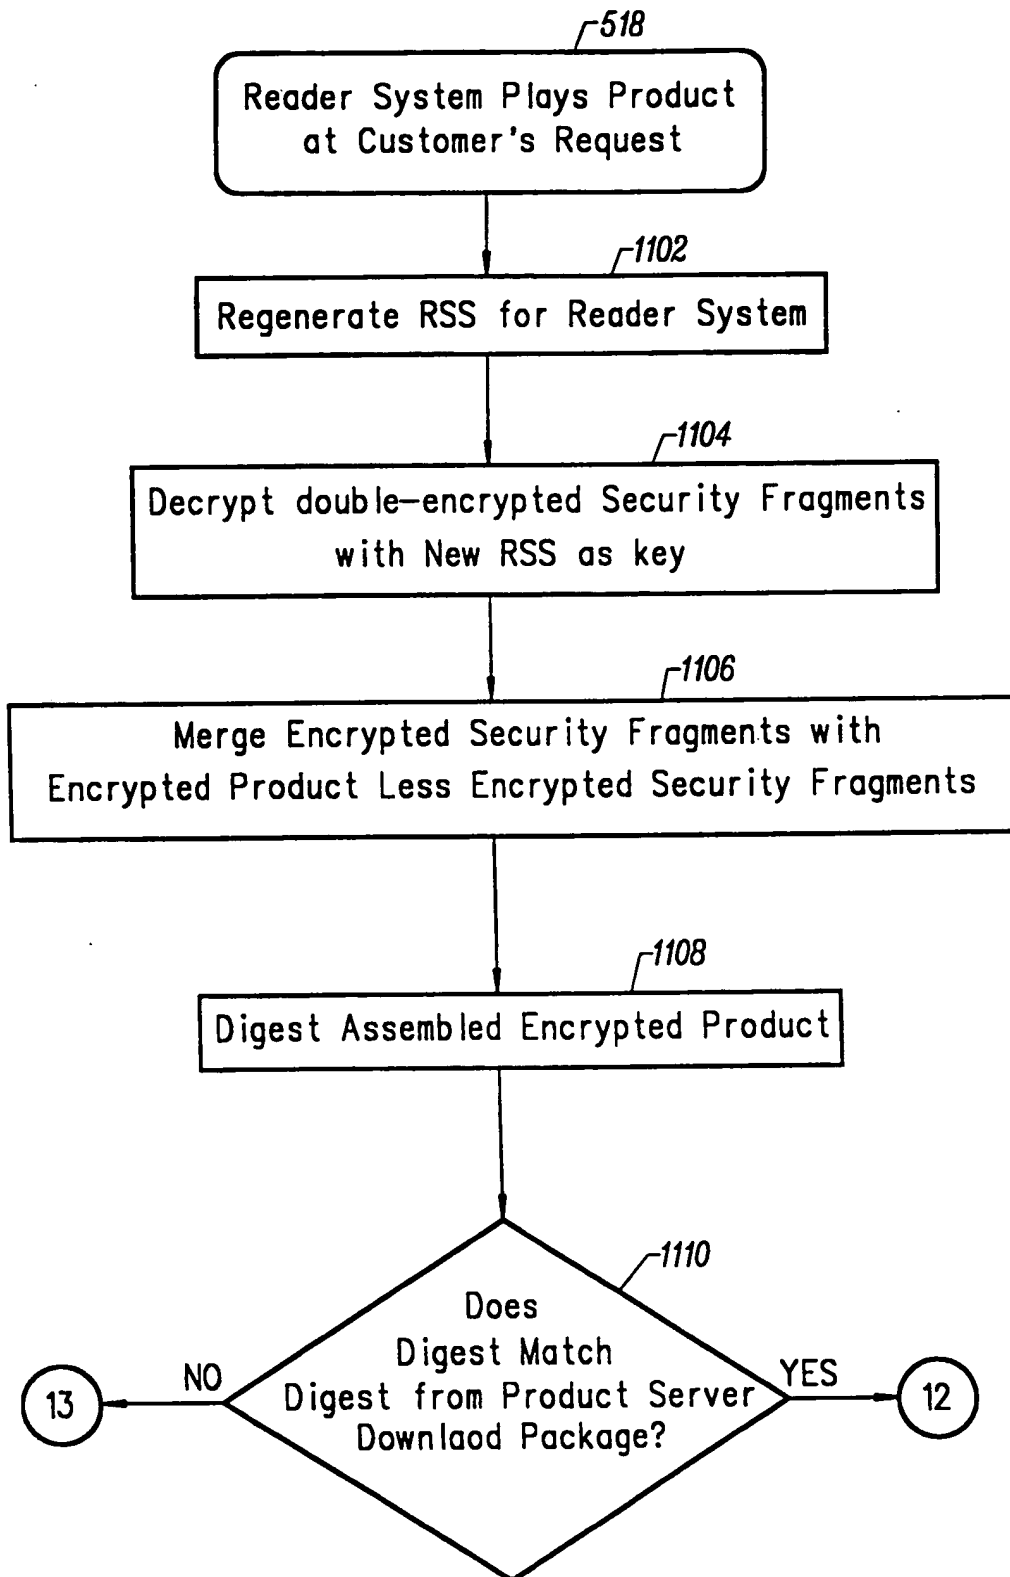 518
Reader System Plays Product
at Customer's Request
1102
Regenerate RSS for Reader System
1104
Decrypt double-encrypted Security Fragments
with New RSS as key
1106
Merge Encrypted Security Fragments with
Encrypted Product Less Encrypted Security Fragments
1108
Digest Assembled Encrypted Product
1110
Does
Digest Match
Digest from Product Server
Downlaod Package?
NO
YES
13
12